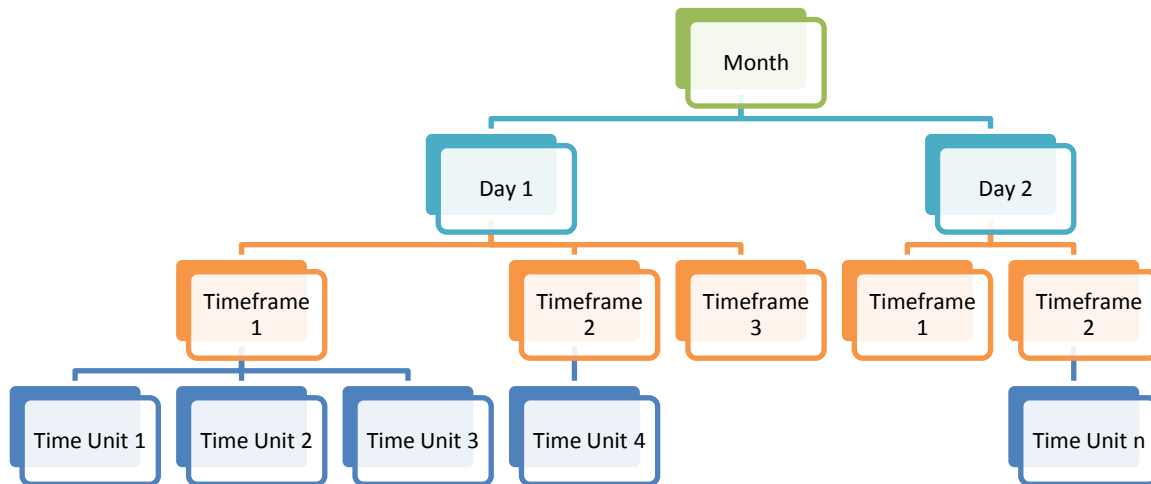 Month
Day 1
Day 2
Timeframe
1
Timeframe
2
Timeframe
3
Timeframe
1
Timeframe
2
Time Unit 1
Time Unit 2
Time Unit 3
Time Unit 4
Time Unit n